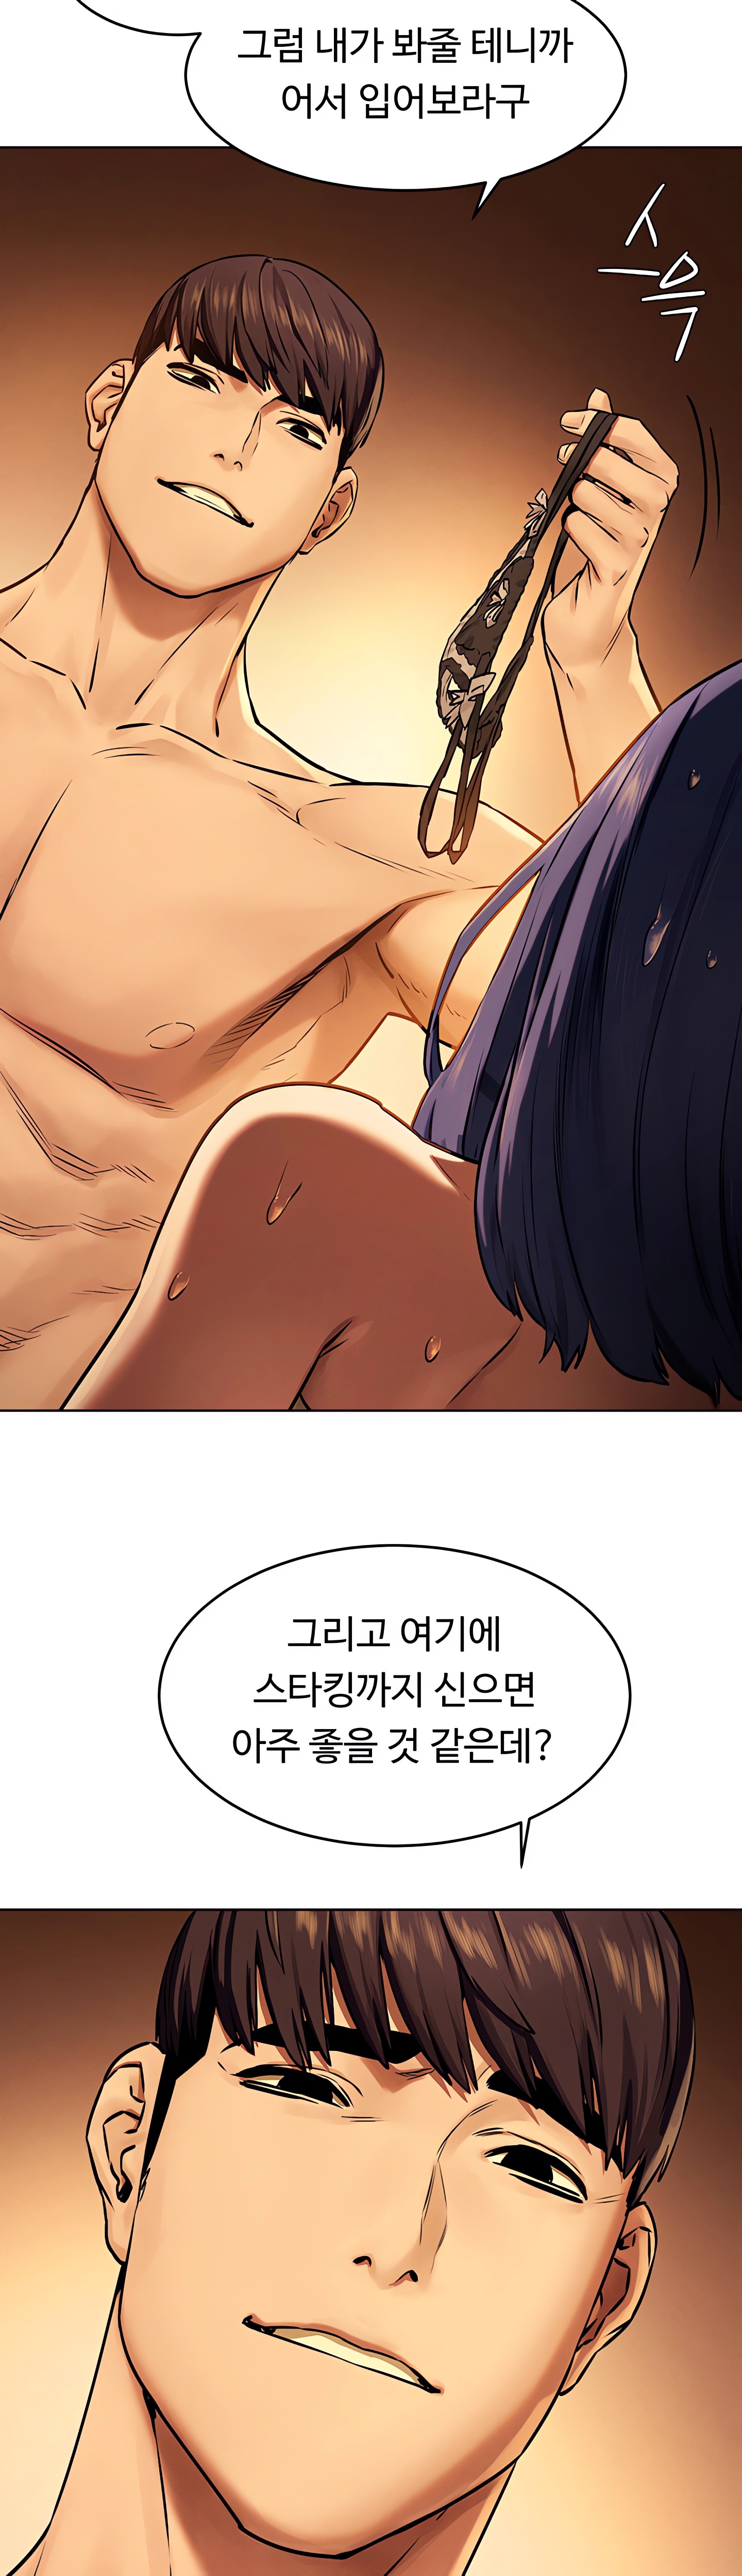 그럼 내가 봐줄 테니까
어서 입어보라구
스윽
그리고 여기에
스타킹까지 신으면
아주 좋을 것 같은데?